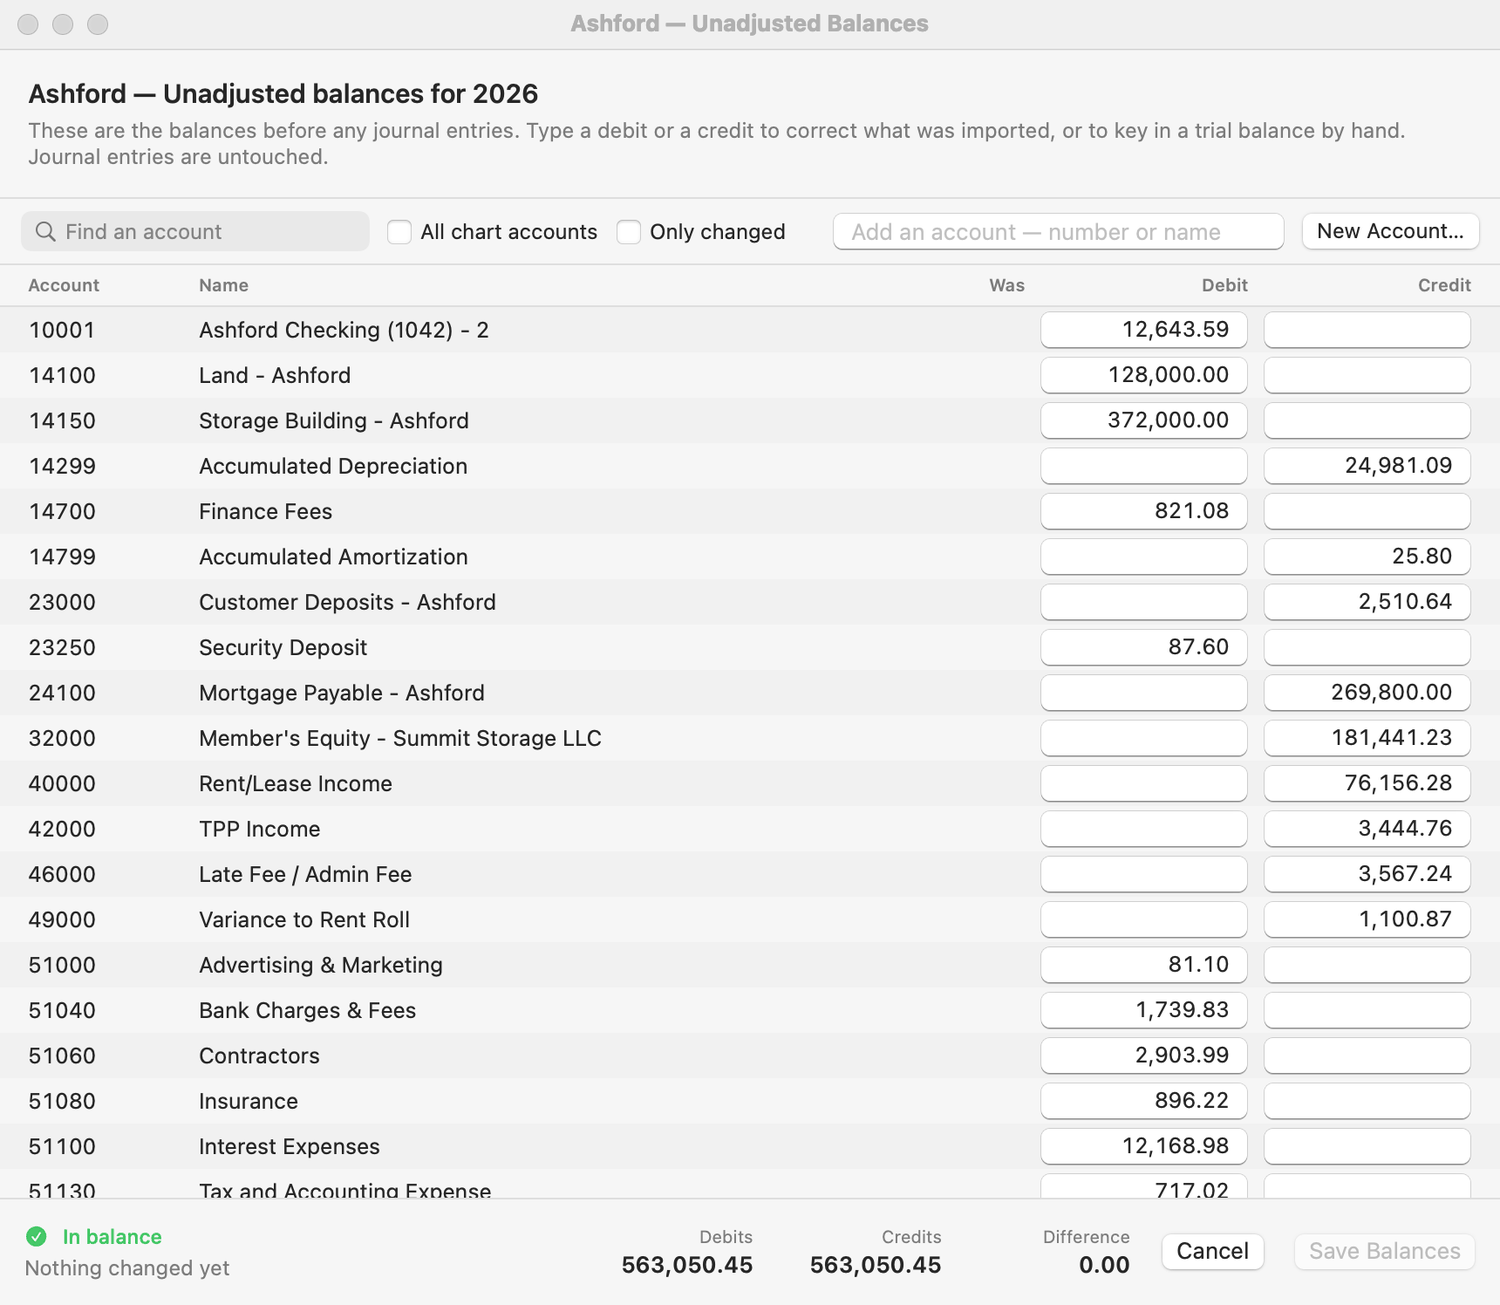 Ashford — Unadjusted Balances
Ashford — Unadjusted balances for 2026
These are the balances before any journal entries. Type a debit or a credit to correct what was imported, or to key in a trial balance by hand.
Journal entries are untouched.
Find an account All chart accounts Only changed Add an account — number or name New Account...
Account Name Was Debit Credit
10001 Ashford Checking (1042) - 2 12,643.59
14100 Land - Ashford 128,000.00
14150 Storage Building - Ashford 372,000.00
14299 Accumulated Depreciation 24,981.09
14700 Finance Fees 821.08
14799 Accumulated Amortization 25.80
23000 Customer Deposits - Ashford 2,510.64
23250 Security Deposit 87.60
24100 Mortgage Payable - Ashford 269,800.00
32000 Member's Equity - Summit Storage LLC 181,441.23
40000 Rent/Lease Income 76,156.28
42000 TPP Income 3,444.76
46000 Late Fee / Admin Fee 3,567.24
49000 Variance to Rent Roll 1,100.87
51000 Advertising & Marketing 81.10
51040 Bank Charges & Fees 1,739.83
51060 Contractors 2,903.99
51080 Insurance 896.22
51100 Interest Expenses 12,168.98
51130 Tax and Accounting Expense 717.02
In balance Debits Credits Difference
Nothing changed yet 563,050.45 563,050.45 0.00 Cancel Save Balances